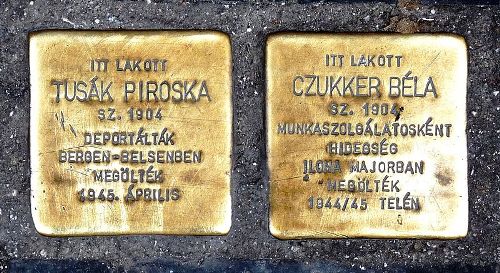 ITT LAKOTT
TUSÁK PIROSKA
SZ. 1904
DEPORTÁLTÁK
BERGEN-BELSENBEN
MEGÖLTÉK
1945. ÁPRILIS
ITT LAKOTT
CZUKKER BÉLA
SZ. 1904
MUNKASZOLGÁLATOSKÉNT
HIDEGSÉG
ILONA MAJORBAN
MEGÖLTÉK
1944/45 TELÉN